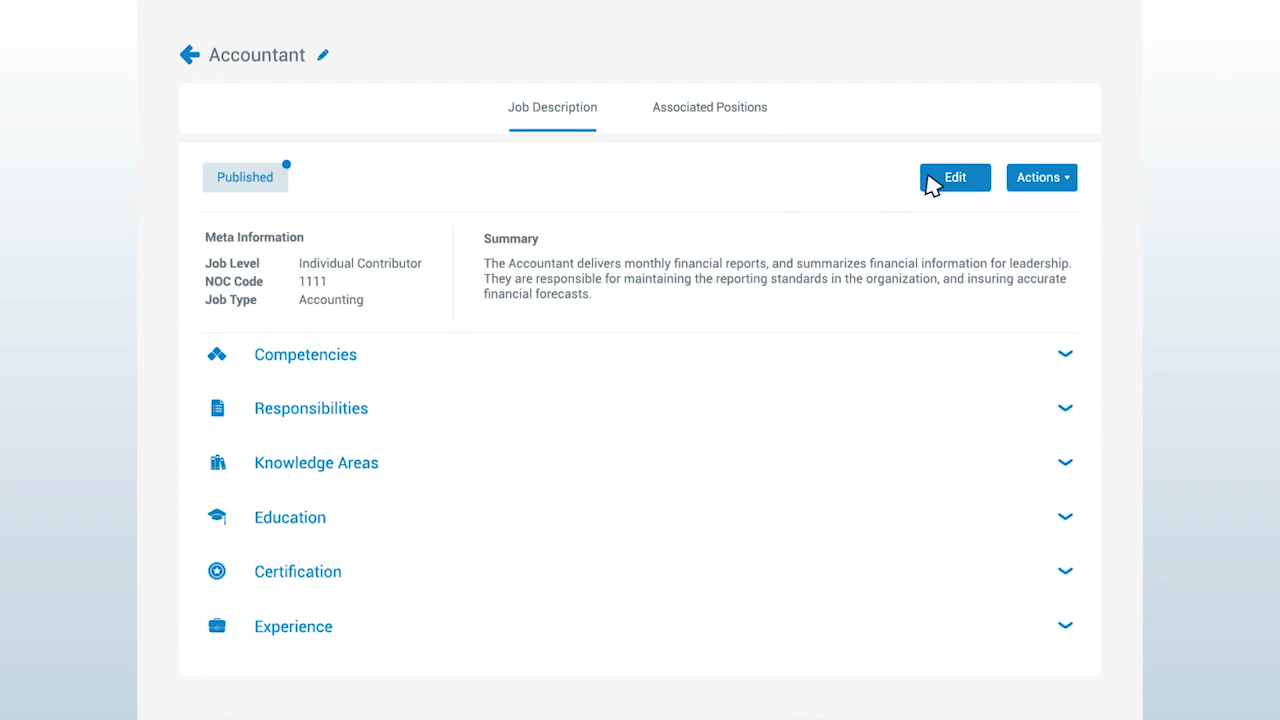 Accountant
Job Description
Associated Positions
Published
Edit
Actions
Meta Information
Job Level Individual Contributor
NOC Code 1111
Job Type Accounting
Summary
The Accountant delivers monthly financial reports, and summarizes financial information for leadership.
They are responsible for maintaining the reporting standards in the organization, and insuring accurate
financial forecasts.
Competencies
Responsibilities
Knowledge Areas
Education
Certification
Experience